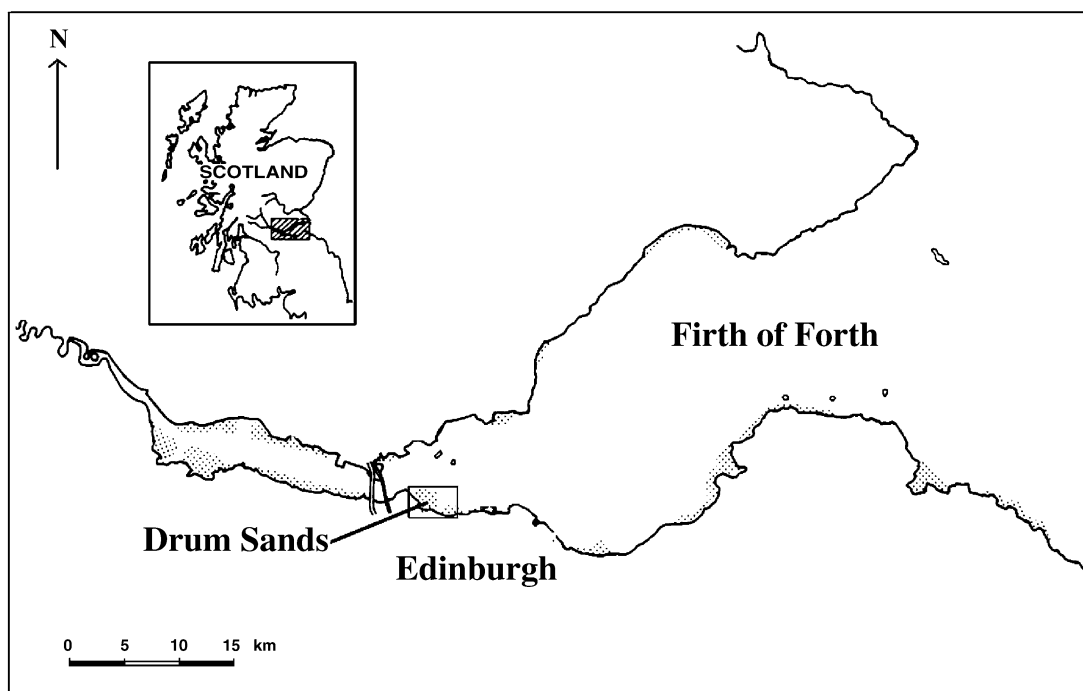 N
SCOTLAND
Firth of Forth
Drum Sands
Edinburgh
0 5 10 15 km